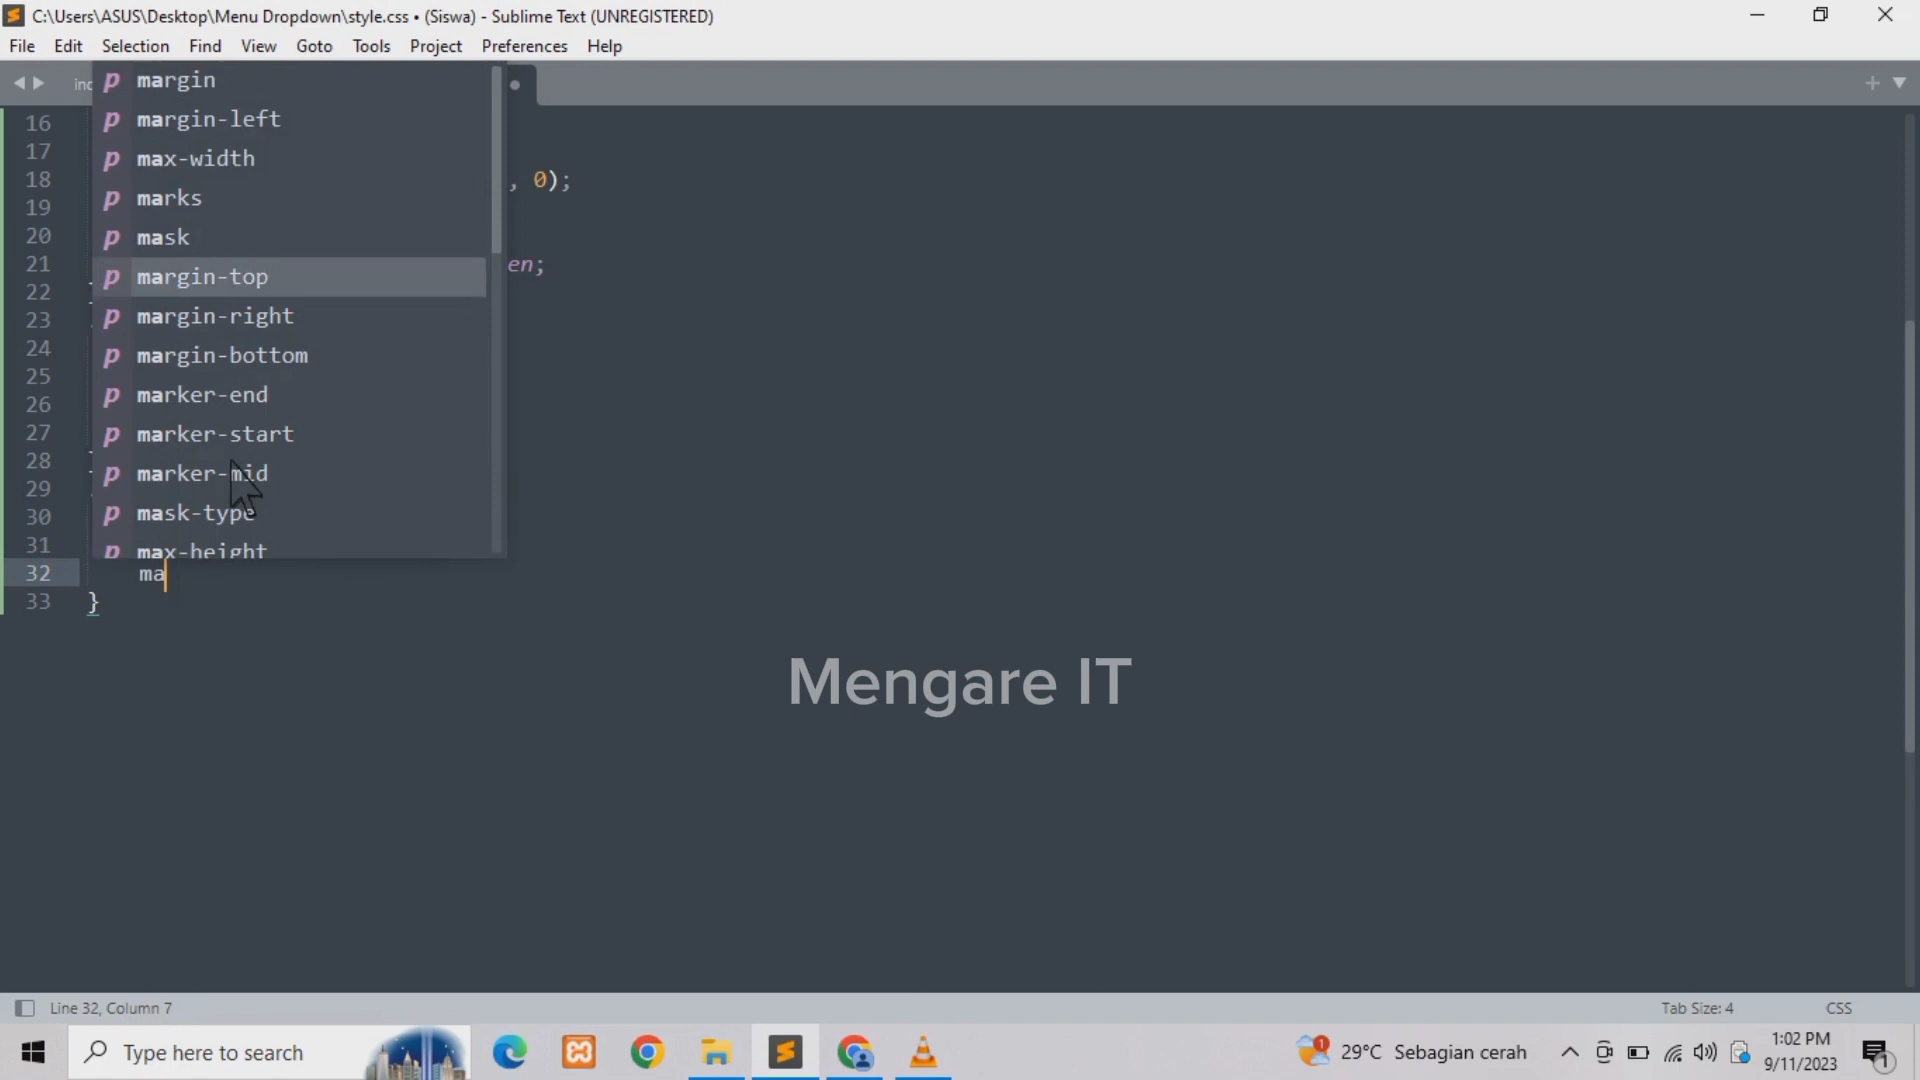 C:\Users\ASUS\Desktop\Menu Dropdown\style.css • (Siswa) - Sublime Text (UNREGISTERED)
File Edit Selection Find View Goto Tools Project Preferences Help
p margin
p margin-left
p max-width
p marks
p mask
p margin-top
p margin-right
p margin-bottom
p marker-end
p marker-start
p marker-mid
p mask-type
p max-height
16
17
18 , 0);
19
20
21 en;
22
23
24
25
26
27
28
29
30
31
32 ma
33 }
Mengare IT
Line 32, Column 7 Tab Size: 4 CSS
Type here to search 1 29°C Sebagian cerah 1:02 PM
9/11/2023 1